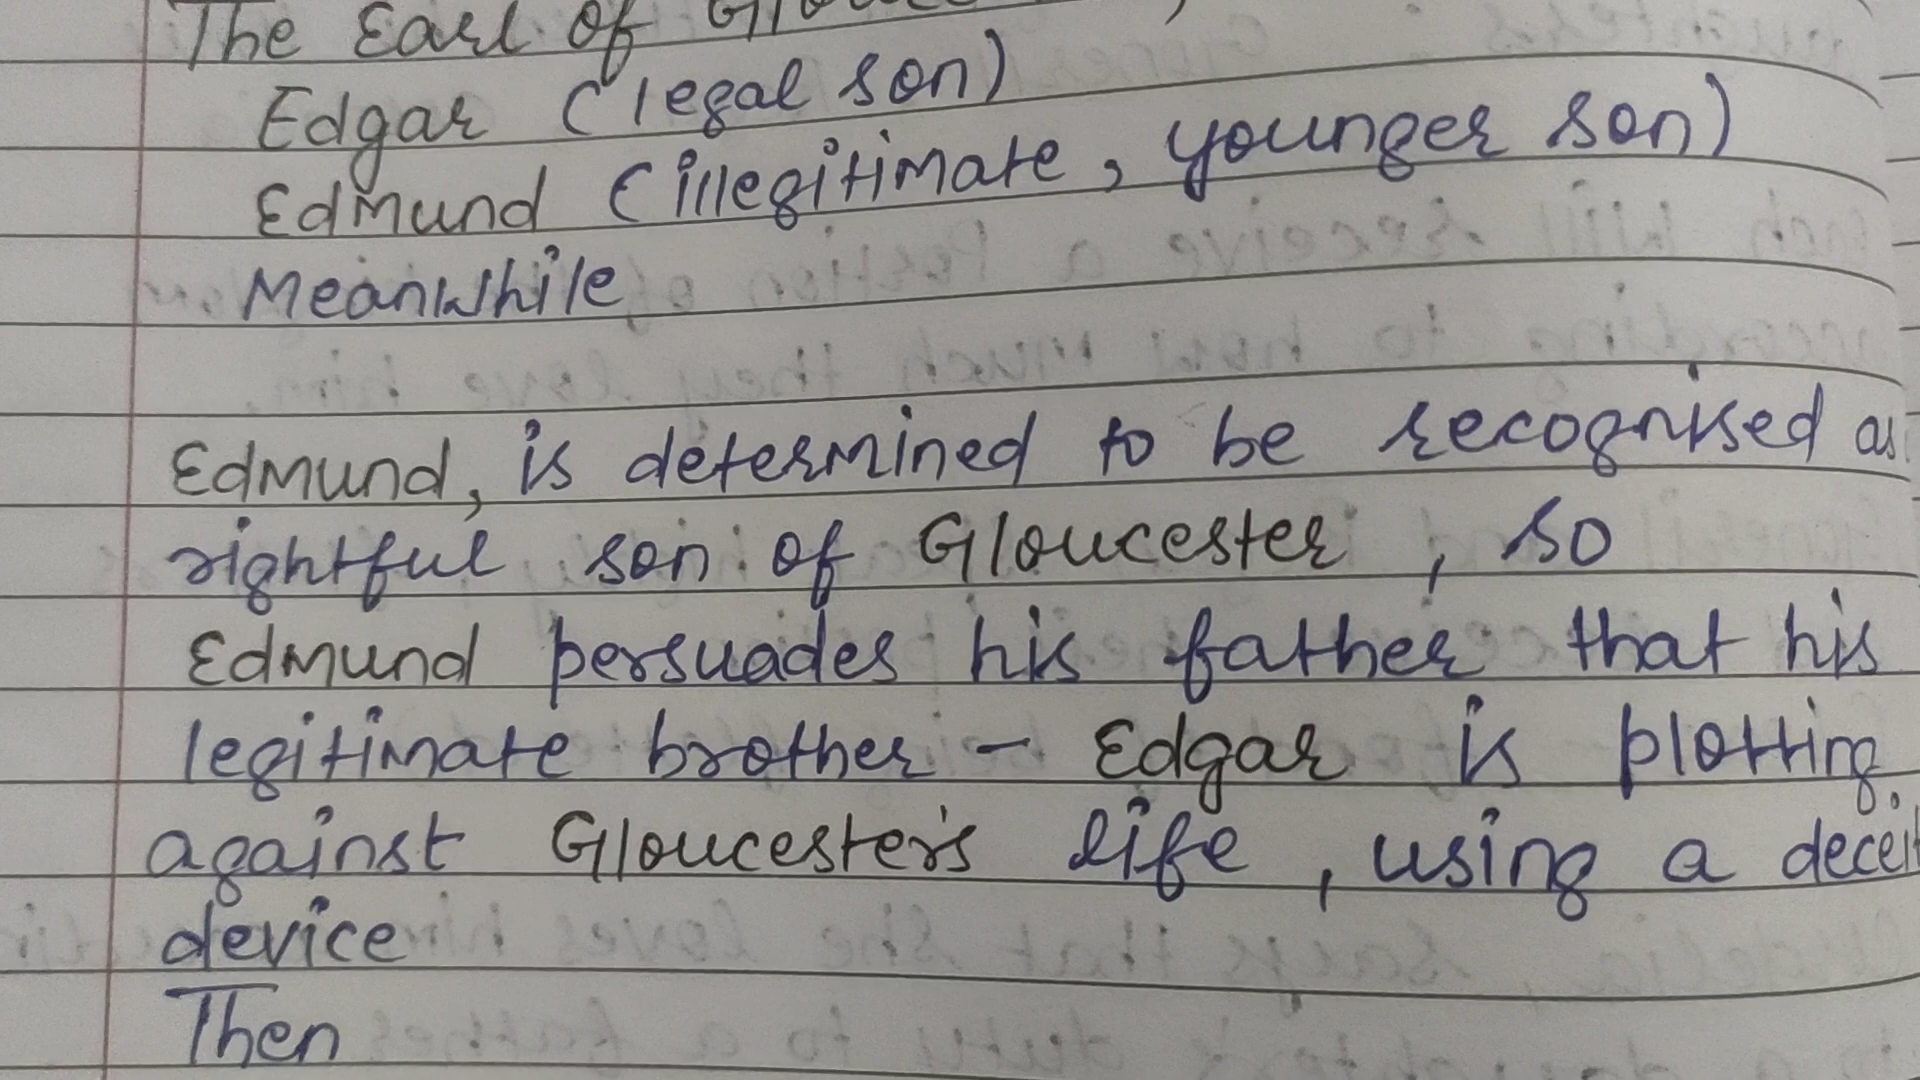 The Earl of
Edgar (legal son)
Edmund (illegitimate, younger son)
Meanwhile
Edmund, is determined to be recognised as
rightful son of Gloucester, so
Edmund persuades his father that his
legitimate brother - Edgar is plotting
against Gloucester's life, using a
device
Then